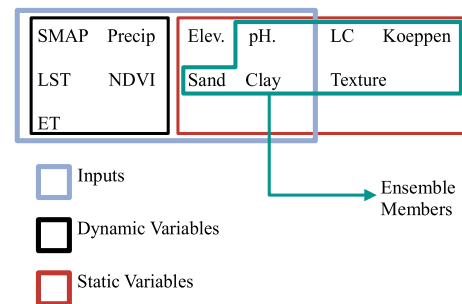 SMAP Precip Elev. pH. LC Koeppen
LST NDVI Sand Clay Texture
ET
Inputs
Ensemble
Members
Dynamic Variables
Static Variables